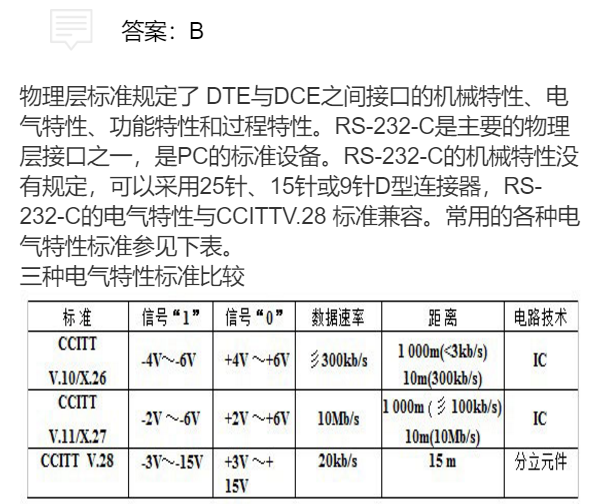 答案：B
物理层标准规定了 DTE与DCE之间接口的机械特性、电
气特性、功能特性和过程特性。RS-232-C是主要的物理
层接口之一，是PC的标准设备。RS-232-C的机械特性没
有规定，可以采用25针、15针或9针D型连接器，RS-
232-C的电气特性与CCITTV.28 标准兼容。常用的各种电
气特性标准参见下表。
三种电气特性标准比较
标 准 信号“1” 信号“0” 数据速率 距 离 电路技术
CCITT
V.10/X.26 -4V～-6V +4V ～+6V 彡300kb/s 1 000m(<3kb/s)
10m(300kb/s) IC
CCITT
V.11/X.27 -2V ～-6V +2V ～+6V 10Mb/s 1 000m ( 彡 100kb/s)
10m(10Mb/s) IC
CCITT V.28 -3V～-15V +3V ～+
15V 20kb/s 15 m 分立元件